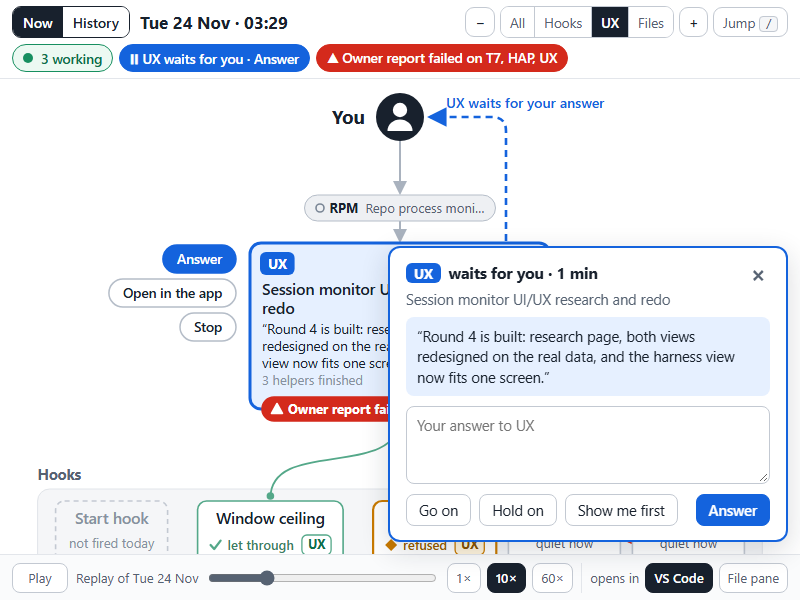 Now History Tue 24 Nov · 03:29 − All Hooks UX Files + Jump /
3 working UX waits for you · Answer Owner report failed on T7, HAP, UX
UX waits for your answer
You
RPM Repo process moni...
Answer
Open in the app
Stop
UX
Session monitor U
redo
“Round 4 is built: rese
redesigned on the rea
view now fits one scre
3 helpers finished
Owner report fai
UX waits for you · 1 min ×
Session monitor UI/UX research and redo
“Round 4 is built: research page, both views
redesigned on the real data, and the harness view
now fits one screen.”
Your answer to UX
Go on Hold on Show me first Answer
Hooks
Start hook
not fired today
Window ceiling
let through UX
refused UX
quiet now
quiet now
Play Replay of Tue 24 Nov 1× 10× 60× opens in VS Code File pane